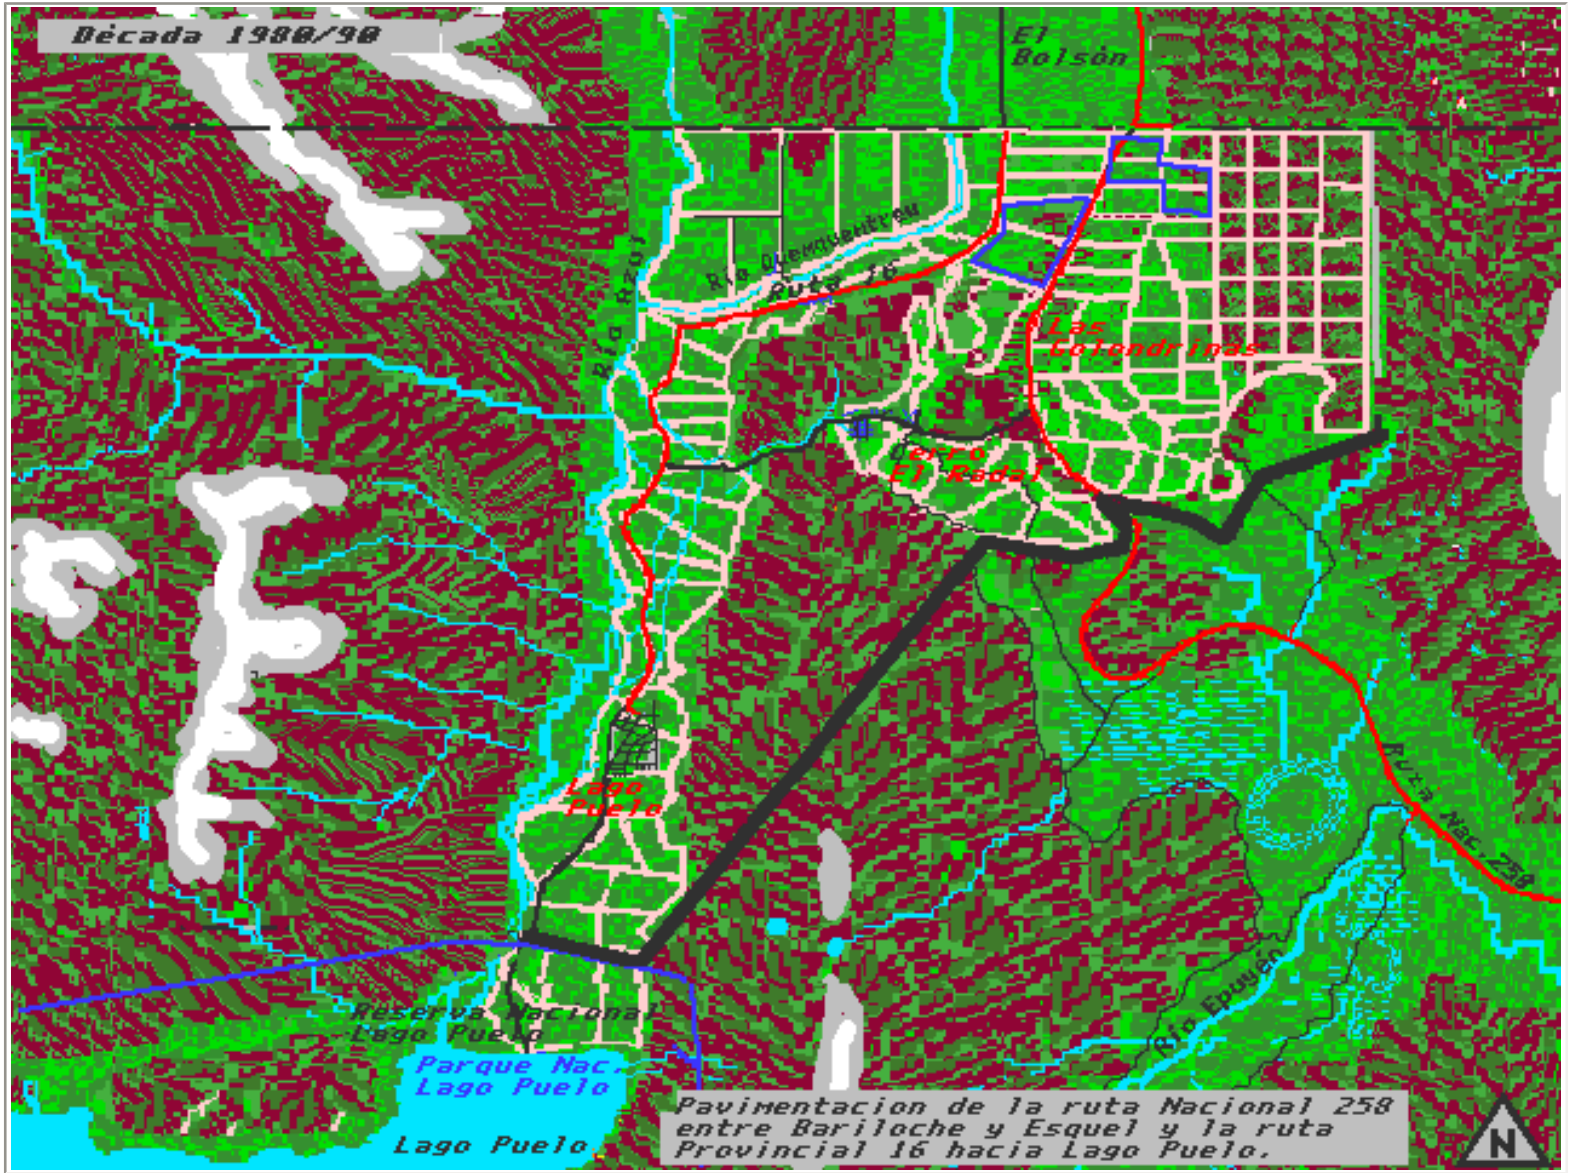 Década 1980/90
El
Bolsón
Río Quemquentreu
Ruta 16
Río Azul
Las
Golondrinas
Cerro
El Radal
Lago
Puelo
Ruta Nac.258
Río Epuyén
Reserva Nacional
Lago Puelo
Parque Nac.
Lago Puelo
Lago Puelo
Pavimentacion de la ruta Nacional 258
entre Bariloche y Esquel y la ruta
Provincial 16 hacia Lago Puelo.
N